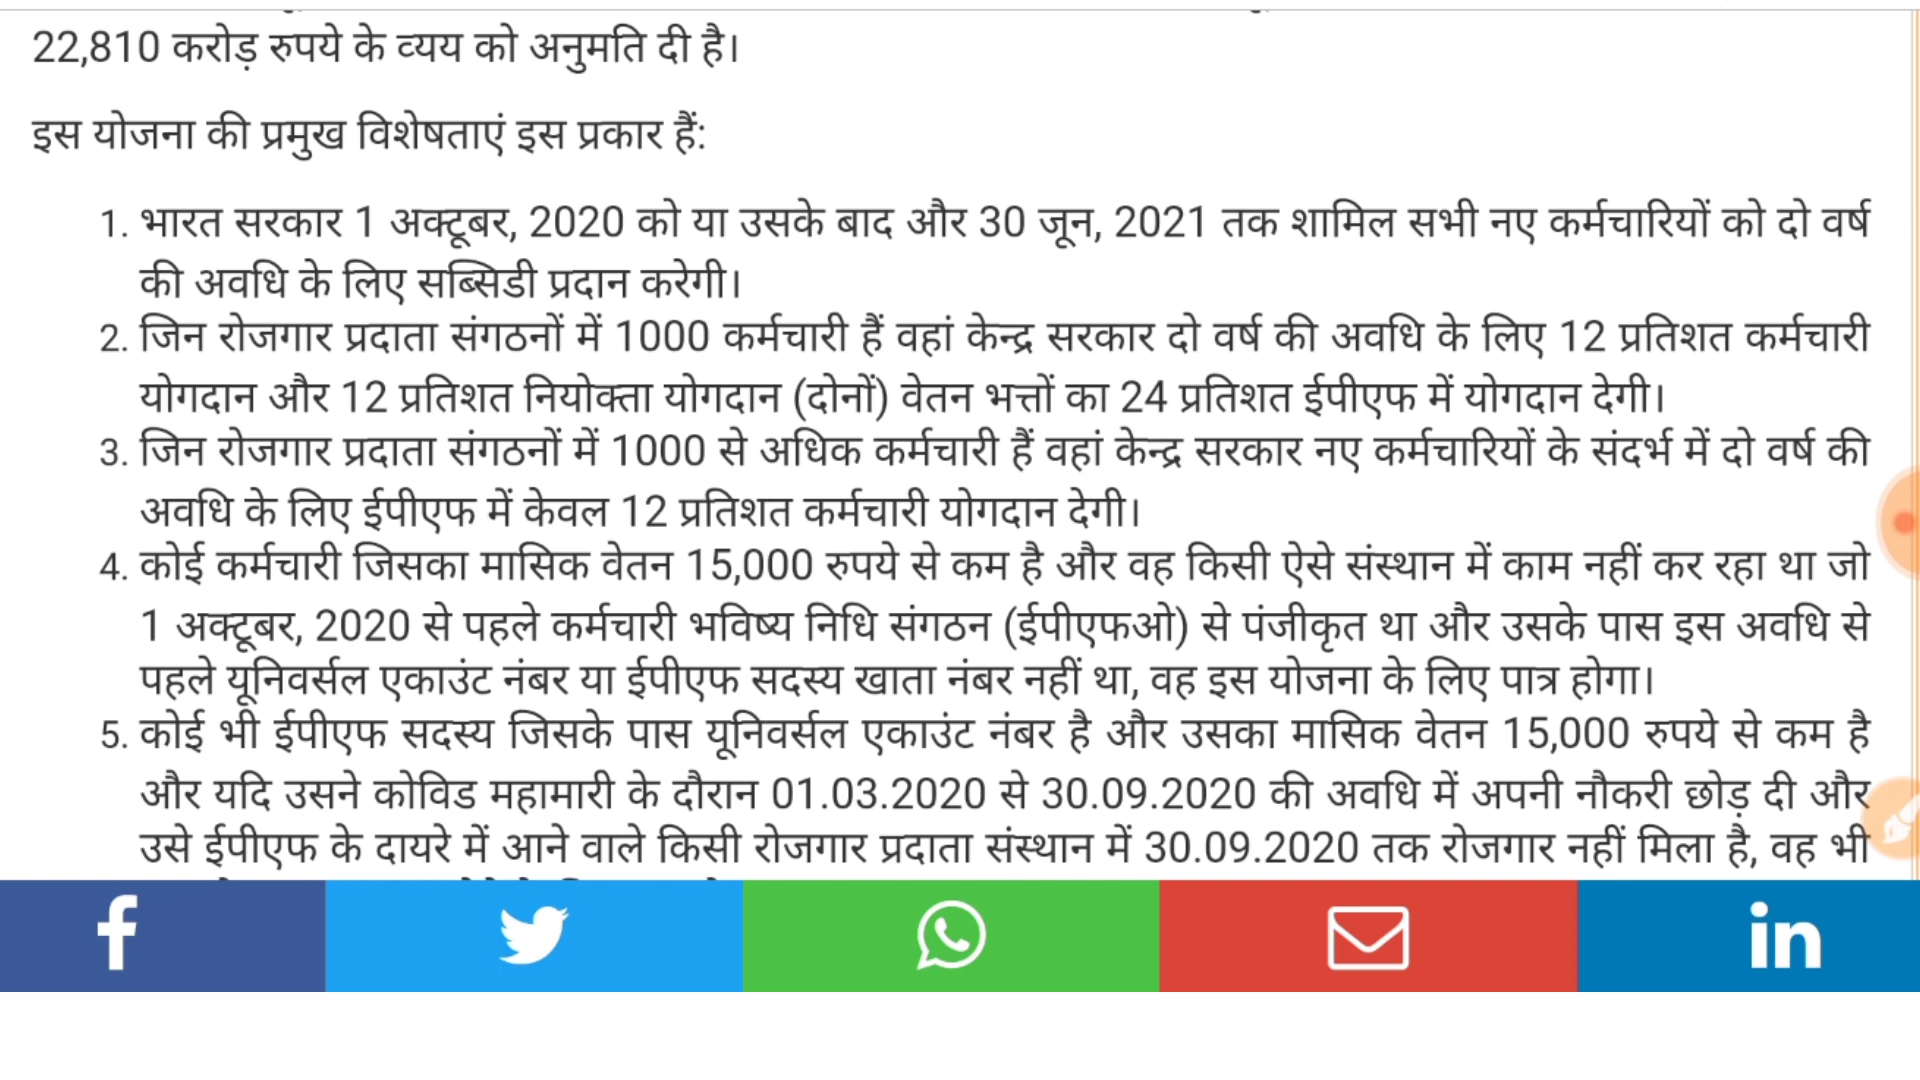 22,810 करोड़ रुपये के व्यय को अनुमति दी है।
इस योजना की प्रमुख विशेषताएं इस प्रकार हैं:
1. भारत सरकार 1 अक्टूबर, 2020 को या उसके बाद और 30 जून, 2021 तक शामिल सभी नए कर्मचारियों को दो वर्ष
की अवधि के लिए सब्सिडी प्रदान करेगी।
2. जिन रोजगार प्रदाता संगठनों में 1000 कर्मचारी हैं वहां केन्द्र सरकार दो वर्ष की अवधि के लिए 12 प्रतिशत कर्मचारी
योगदान और 12 प्रतिशत नियोक्ता योगदान (दोनों) वेतन भत्तों का 24 प्रतिशत ईपीएफ में योगदान देगी।
3. जिन रोजगार प्रदाता संगठनों में 1000 से अधिक कर्मचारी हैं वहां केन्द्र सरकार नए कर्मचारियों के संदर्भ में दो वर्ष की
अवधि के लिए ईपीएफ में केवल 12 प्रतिशत कर्मचारी योगदान देगी।
4. कोई कर्मचारी जिसका मासिक वेतन 15,000 रुपये से कम है और वह किसी ऐसे संस्थान में काम नहीं कर रहा था जो
1 अक्टूबर, 2020 से पहले कर्मचारी भविष्य निधि संगठन (ईपीएफओ) से पंजीकृत था और उसके पास इस अवधि से
पहले यूनिवर्सल एकाउंट नंबर या ईपीएफ सदस्य खाता नंबर नहीं था, वह इस योजना के लिए पात्र होगा।
5. कोई भी ईपीएफ सदस्य जिसके पास यूनिवर्सल एकाउंट नंबर है और उसका मासिक वेतन 15,000 रुपये से कम है
और यदि उसने कोविड महामारी के दौरान 01.03.2020 से 30.09.2020 की अवधि में अपनी नौकरी छोड़ दी और
उसे ईपीएफ के दायरे में आने वाले किसी रोजगार प्रदाता संस्थान में 30.09.2020 तक रोजगार नहीं मिला है, वह भी